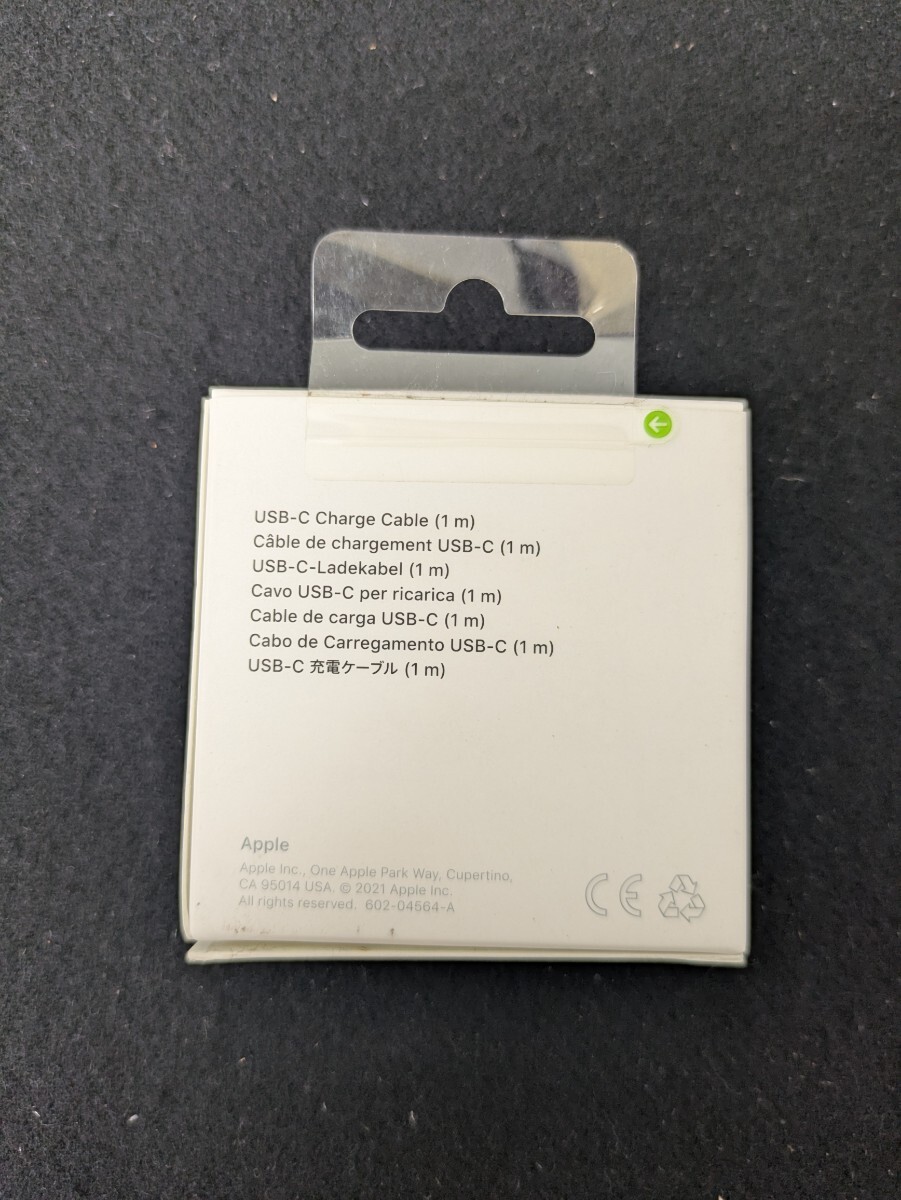 USB-C Charge Cable (1 m)
Câble de chargement USB-C (1 m)
USB-C-Ladekabel (1 m)
Cavo USB-C per ricarica (1 m)
Cable de carga USB-C (1 m)
Cabo de Carregamento USB-C (1 m)
USB-C 充電ケーブル (1 m)
Apple
Apple Inc., One Apple Park Way, Cupertino,
CA 95014 USA. © 2021 Apple Inc.
All rights reserved. 602-04564-A
CE